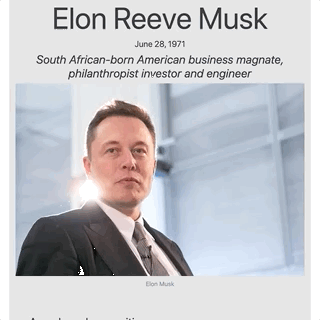 Elon Reeve Musk
June 28, 1971
South African-born American business magnate,
philanthropist investor and engineer
Elon Musk